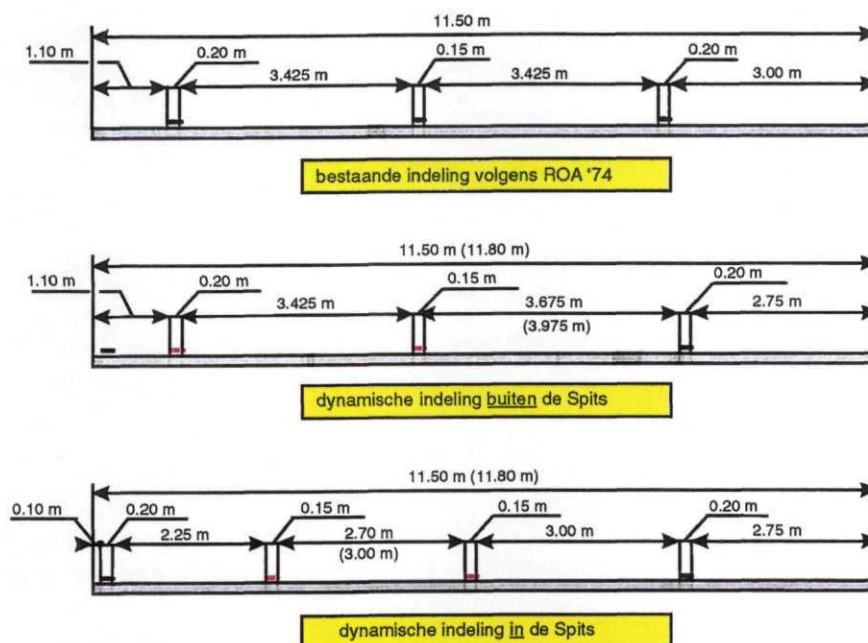 11.50 m
1.10 m 0.20 m 0.15 m 0.20 m
3.425 m 3.425 m 3.00 m
bestaande indeling volgens ROA '74
11.50 m (11.80 m)
1.10 m 0.20 m 0.15 m 0.20 m
3.425 m 3.675 m 2.75 m
(3.975 m)
dynamische indeling buiten de Spits
11.50 m (11.80 m)
0.10 m 0.20 m 0.15 m 0.15 m 0.20 m
2.25 m 2.70 m 3.00 m 2.75 m
(3.00 m)
dynamische indeling in de Spits